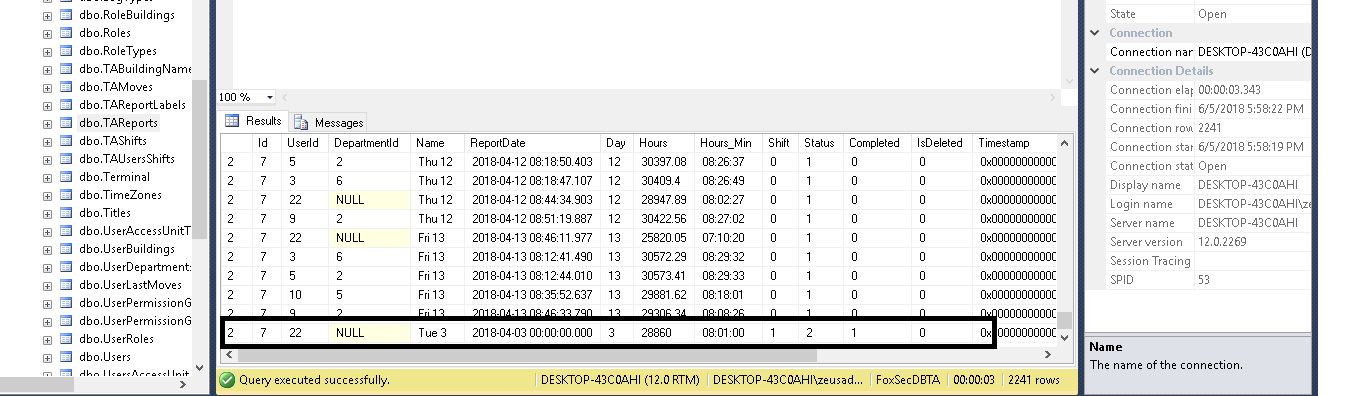 dbo.RoleBuildings
dbo.Roles
dbo.RoleTypes
dbo.TABuildingName
dbo.TAMoves
dbo.TAReportLabels
dbo.TAReports
dbo.TAShifts
dbo.TAUsersShifts
dbo.Terminal
dbo.TimeZones
dbo.Titles
dbo.UserAccessUnitT
dbo.UserBuildings
dbo.UserDepartment:
dbo.UserLastMoves
dbo.UserPermissionG
dbo.UserPermissionG
dbo.UserRoles
dbo.Users
dbo.UsersAccessUnit
100 %
Results Messages
Id UserId DepartmentId Name ReportDate Day Hours Hours_Min Shift Status Completed IsDeleted Timestamp
2 7 5 2 Thu 12 2018-04-12 08:18:50.403 12 30397.08 08:26:37 0 1 0 0 0x00000000000
2 7 3 6 Thu 12 2018-04-12 08:18:47.107 12 30409.4 08:26:49 0 1 0 0 0x00000000000
2 7 22 NULL Thu 12 2018-04-12 08:44:34.903 12 28947.89 08:02:27 0 1 0 0 0x00000000000
2 7 9 2 Thu 12 2018-04-12 08:51:19.887 12 30422.56 08:27:02 0 1 0 0 0x00000000000
2 7 22 NULL Fri 13 2018-04-13 08:46:11.977 13 25820.05 07:10:20 0 1 0 0 0x00000000000
2 7 3 6 Fri 13 2018-04-13 08:12:41.490 13 30572.29 08:29:32 0 1 0 0 0x00000000000
2 7 5 2 Fri 13 2018-04-13 08:12:44.010 13 30573.41 08:29:33 0 1 0 0 0x00000000000
2 7 10 5 Fri 13 2018-04-13 08:35:52.637 13 29881.62 08:18:01 0 1 0 0 0x00000000000
2 7 9 2 Fri 13 2018-04-13 08:46:33.790 13 29306.34 08:08:26 0 1 0 0 0x00000000000
2 7 22 NULL Tue 3 2018-04-03 00:00:00.000 3 28860 08:01:00 1 2 1 0 0x00000000000
Query executed successfully. DESKTOP-43C0AHI (12.0 RTM) DESKTOP-43C0AHI\zeusad... FoxSecDBTA 00:00:03 2241 rows
State Open
Connection
Connection nar DESKTOP-43C0AHI (D
Connection Details
Connection elap 00:00:03.343
Connection fini 6/5/2018 5:58:22 PM
Connection row 2241
Connection star 6/5/2018 5:58:19 PM
Connection stat Open
Display name DESKTOP-43C0AHI
Login name DESKTOP-43C0AHI\ze
Server name DESKTOP-43C0AHI
Server version 12.0.2269
Session Tracing
SPID 53
Name
The name of the connection.